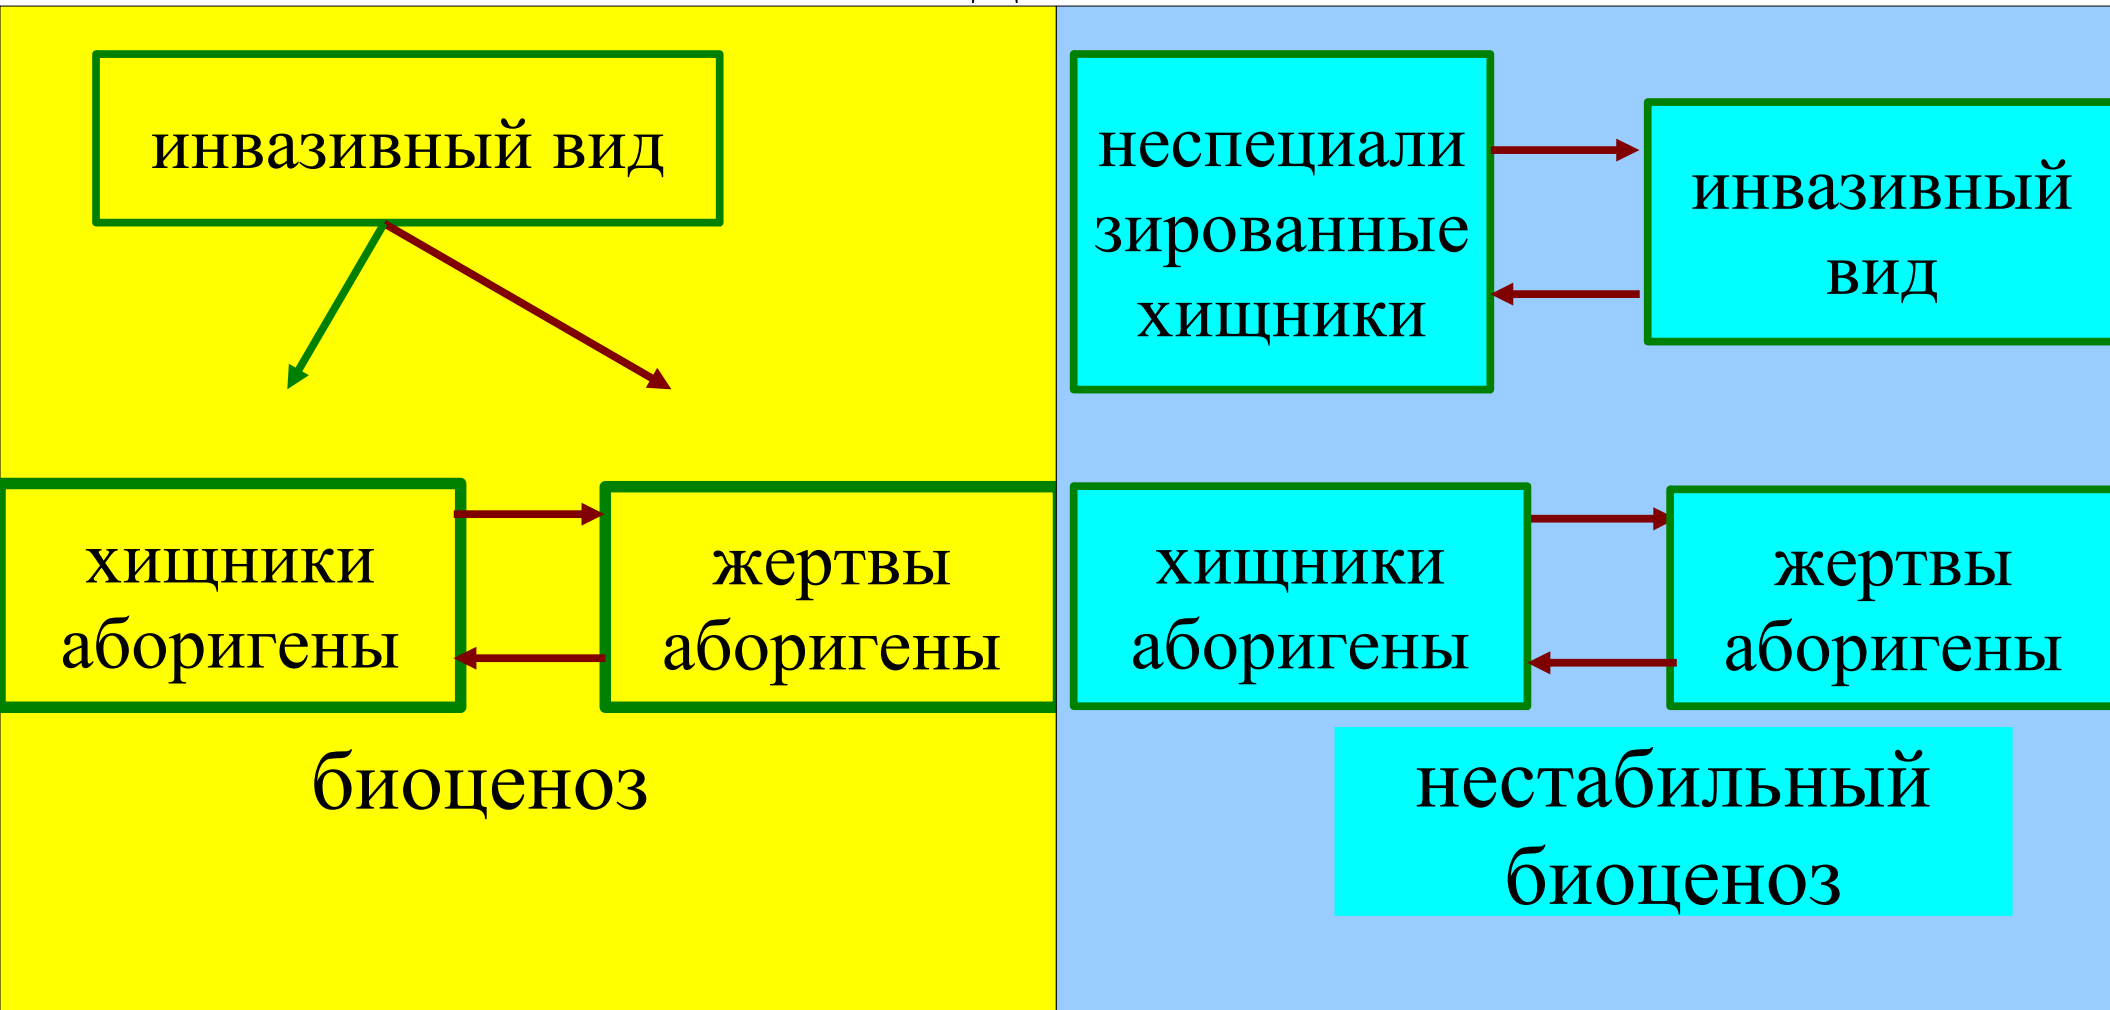 инвазивный вид
хищники
аборигены
жертвы
аборигены
биоценоз
неспециали
зированные
хищники
инвазивный
вид
хищники
аборигены
жертвы
аборигены
нестабильный
биоценоз